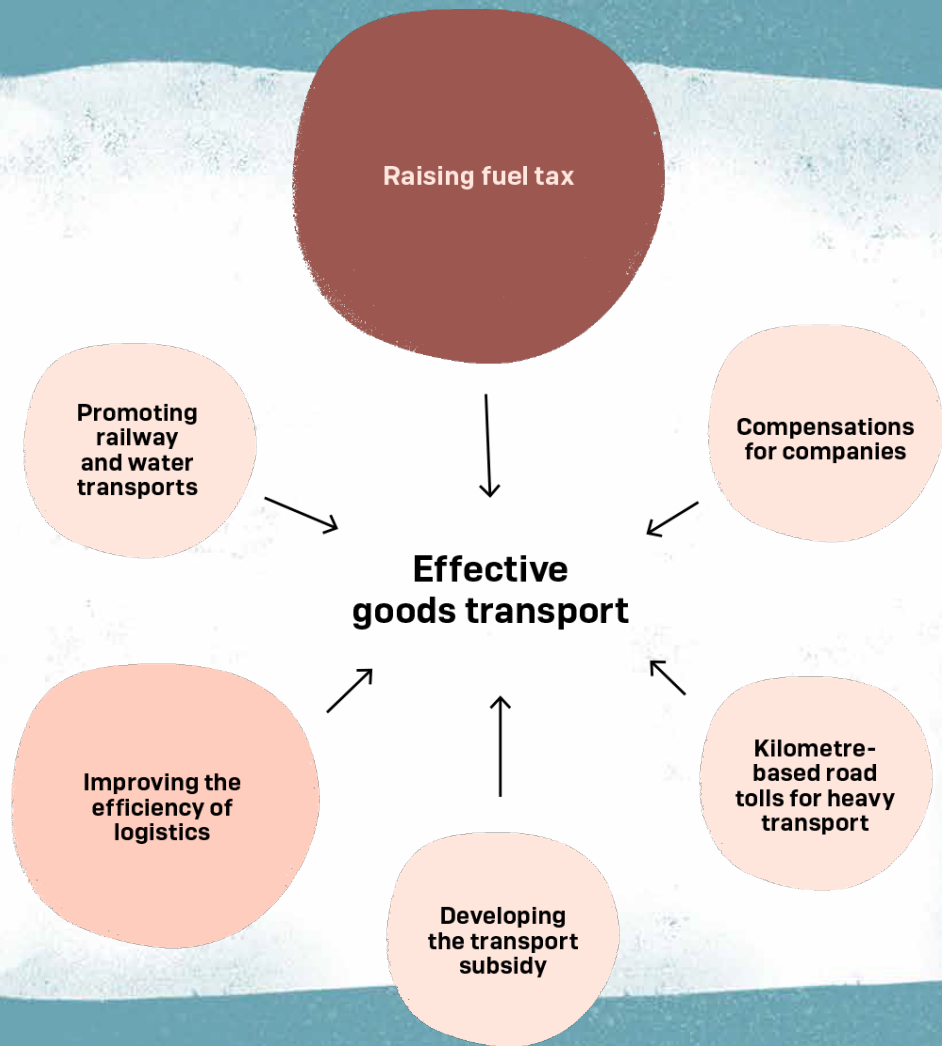 Raising fuel tax
Promoting
railway
and water
transports
Compensations
for companies
Effective
goods transport
Improving the
efficiency of
logistics
Kilometre-
based road
tolls for heavy
transport
Developing
the transport
subsidy